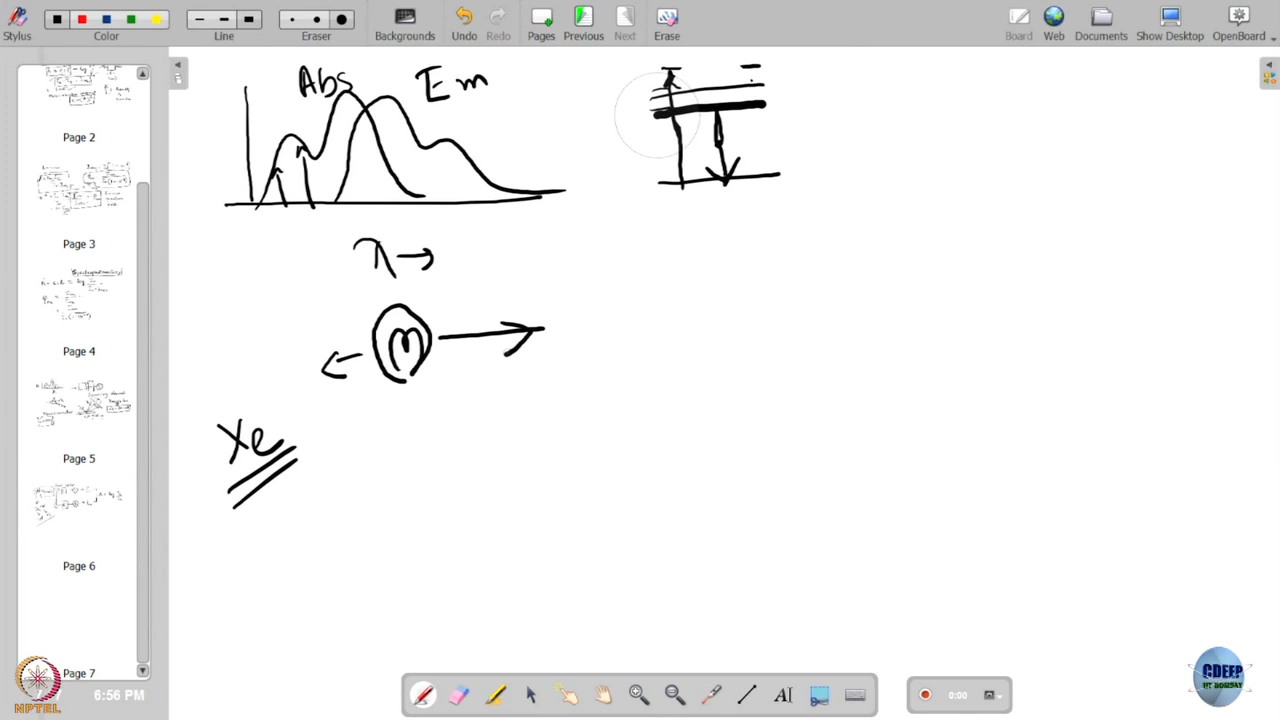 Stylus
Color
Line
Eraser
Backgrounds
Undo
Redo
Pages
Previous
Next
Erase
Board
Web
Documents
Show Desktop
OpenBoard
Page 2
Page 3
Page 4
Page 5
Page 6
Page 7
Abs
Em
λ →
Xe
6:56 PM
NPTEL
0:00
CDEEP
IIT BOMBAY